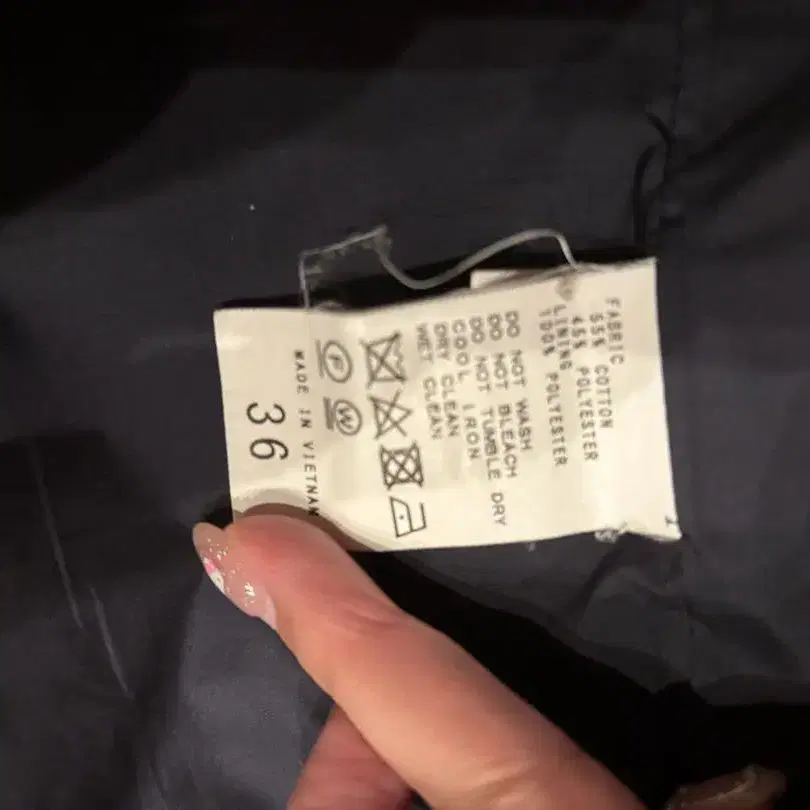 FABRIC
55% COTTON
45% POLYESTER
LINING
100% POLYESTER
DO NOT WASH
DO NOT BLEACH
DO NOT TUMBLE DRY
COOL IRON
DRY CLEAN
WET CLEAN
F W
MADE IN VIETNAM
36